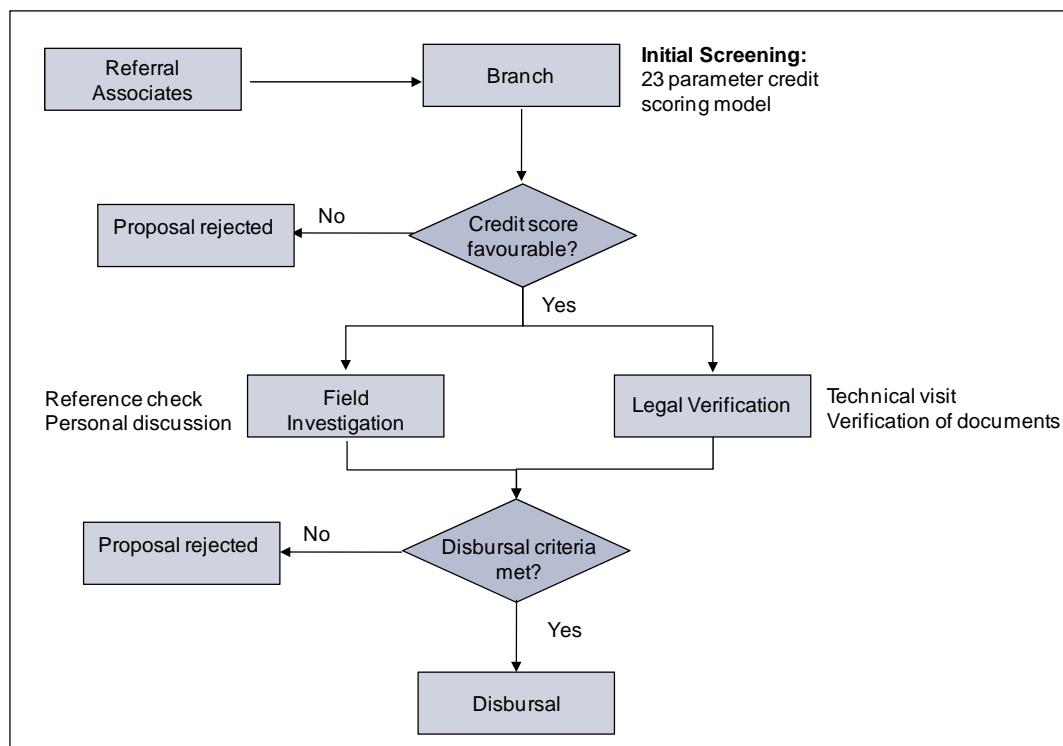 Referral
Associates
Branch
Initial Screening:
23 parameter credit
scoring model
Proposal rejected
No
Credit score
favourable?
Yes
Reference check
Personal discussion
Field
Investigation
Legal Verification
Technical visit
Verification of documents
Proposal rejected
No
Disbursal criteria
met?
Yes
Disbursal